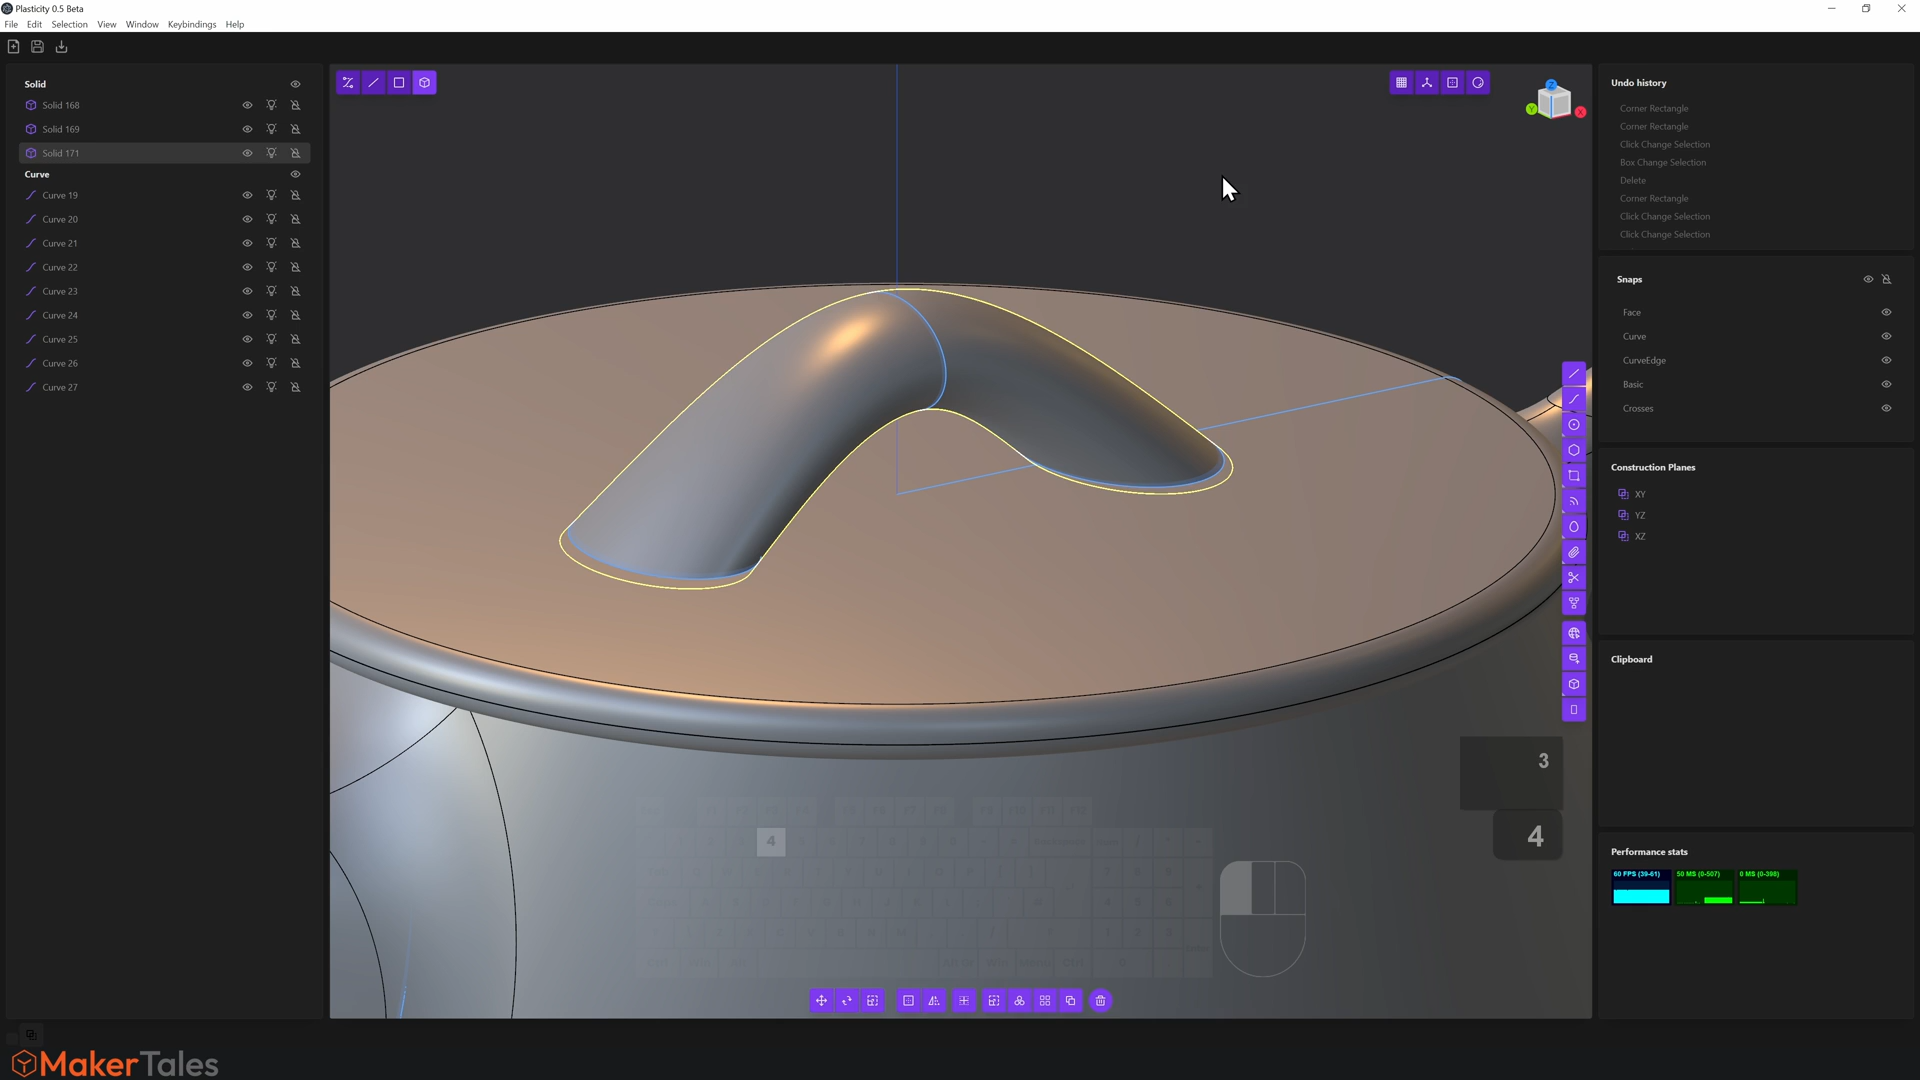 Plasticity 0.5 Beta
File Edit Selection View Window Keybindings Help
Solid
Solid 168
Solid 169
Solid 171
Curve
Curve 19
Curve 20
Curve 21
Curve 22
Curve 23
Curve 24
Curve 25
Curve 26
Curve 27
Z
Y
X
Undo history
Corner Rectangle
Corner Rectangle
Click Change Selection
Box Change Selection
Delete
Corner Rectangle
Click Change Selection
Click Change Selection
Snaps
Face
Curve
CurveEdge
Basic
Crosses
Construction Planes
XY
YZ
XZ
Clipboard
Performance stats
60 FPS (39-61) 50 MS (0-507) 0 MS (0-398)
3
4
4
MakerTales